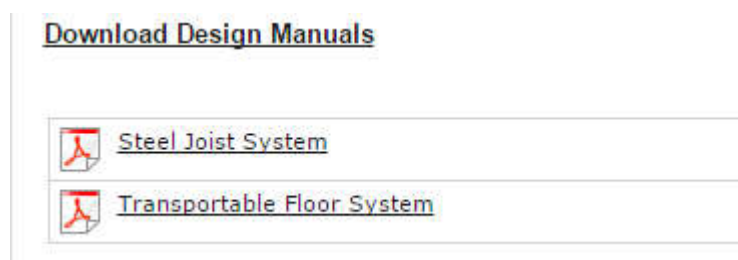 Download Design Manuals
Steel Joist System
Transportable Floor System